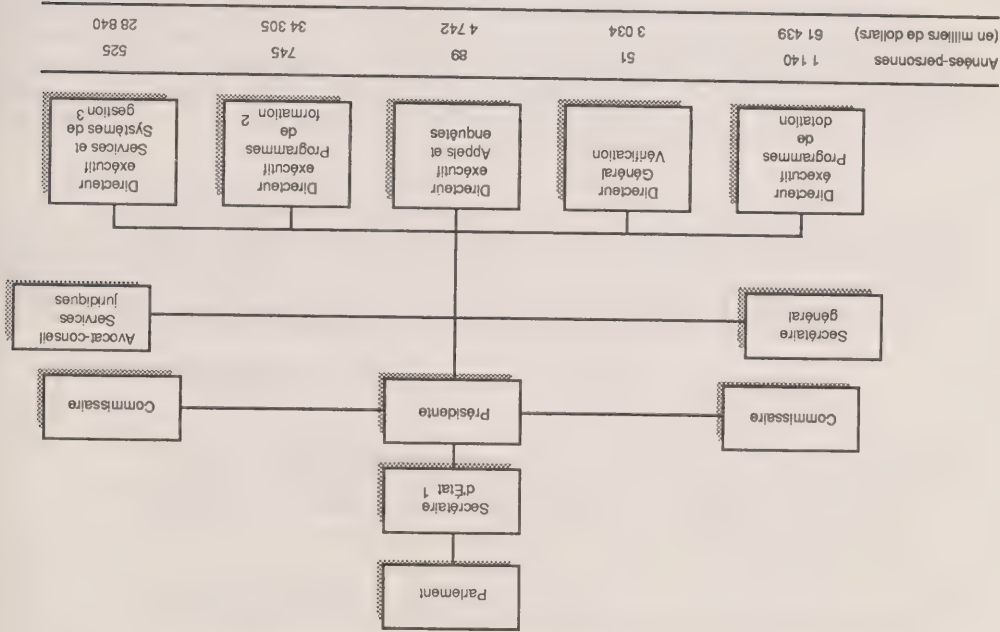 Parlement
Secrétaire
d'État 1
Commissaire
Présidente
Commissaire
Secrétaire
général
Avocat-conseil
Services
juridiques
Directeur
éxécutif
Programmes
de
dotation
Directeur
Général
Vérification
Directeur
exécutif
Appels et
enquêtes
Directeur
exécutif
Programmes
de
formation 2
Directeur
exécutif
Services et
Systèmes de
gestion 3
Années-personnes 1 140 51 89 745 525
(en milliers de dollars) 61 439 3 034 4 742 34 305 28 840